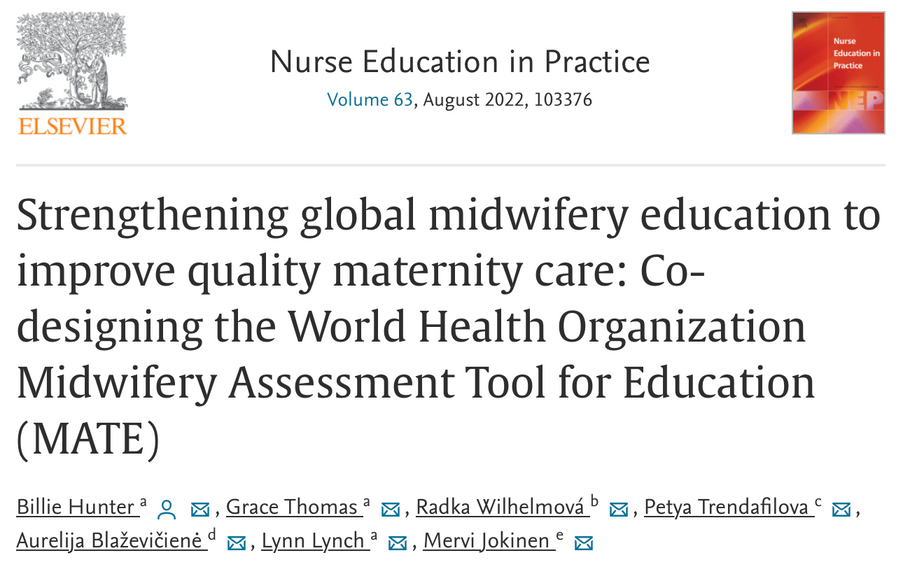 ELSEVIER
Nurse Education in Practice
Volume 63, August 2022, 103376
Nurse
Education in
Practice
NEP
Strengthening global midwifery education to
improve quality maternity care: Co-
designing the World Health Organization
Midwifery Assessment Tool for Education
(MATE)
Billie Hunter a, Grace Thomas a, Radka Wilhelmová b, Petya Trendafilova c,
Aurelija Blaževičienė d, Lynn Lynch a, Mervi Jokinen e